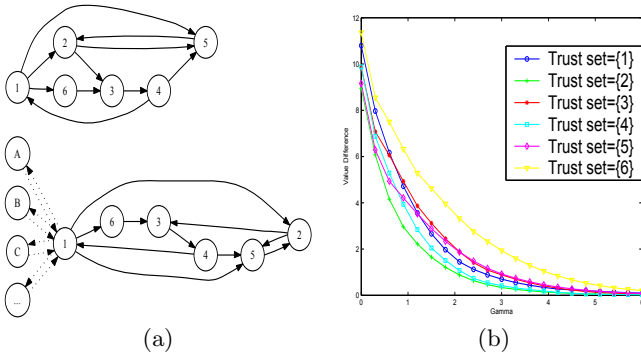 2
5
1
6
3
4
A
B
C
...
1
6
3
4
5
2
(a)
12
10
8
6
4
2
0
Value Difference
0
1
2
3
4
5
6
Gamma
Trust set={1}
Trust set={2}
Trust set={3}
Trust set={4}
Trust set={5}
Trust set={6}
(b)